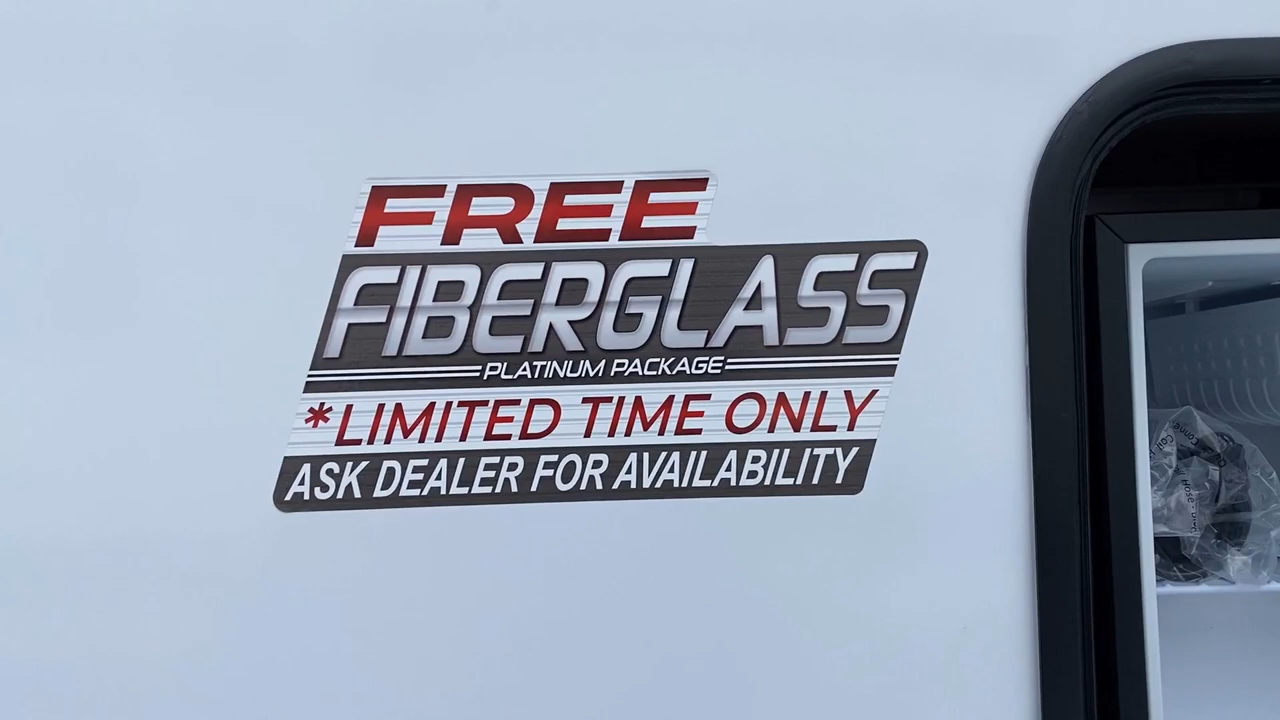 FREE
FIBERGLASS
PLATINUM PACKAGE
*LIMITED TIME ONLY
ASK DEALER FOR AVAILABILITY